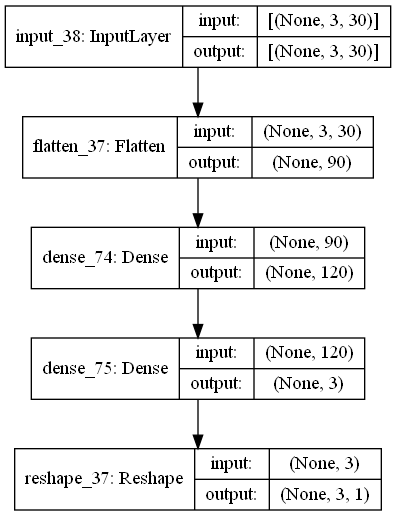 input_38: InputLayer
input: [(None, 3, 30)]
output: [(None, 3, 30)]
flatten_37: Flatten
input: (None, 3, 30)
output: (None, 90)
dense_74: Dense
input: (None, 90)
output: (None, 120)
dense_75: Dense
input: (None, 120)
output: (None, 3)
reshape_37: Reshape
input: (None, 3)
output: (None, 3, 1)